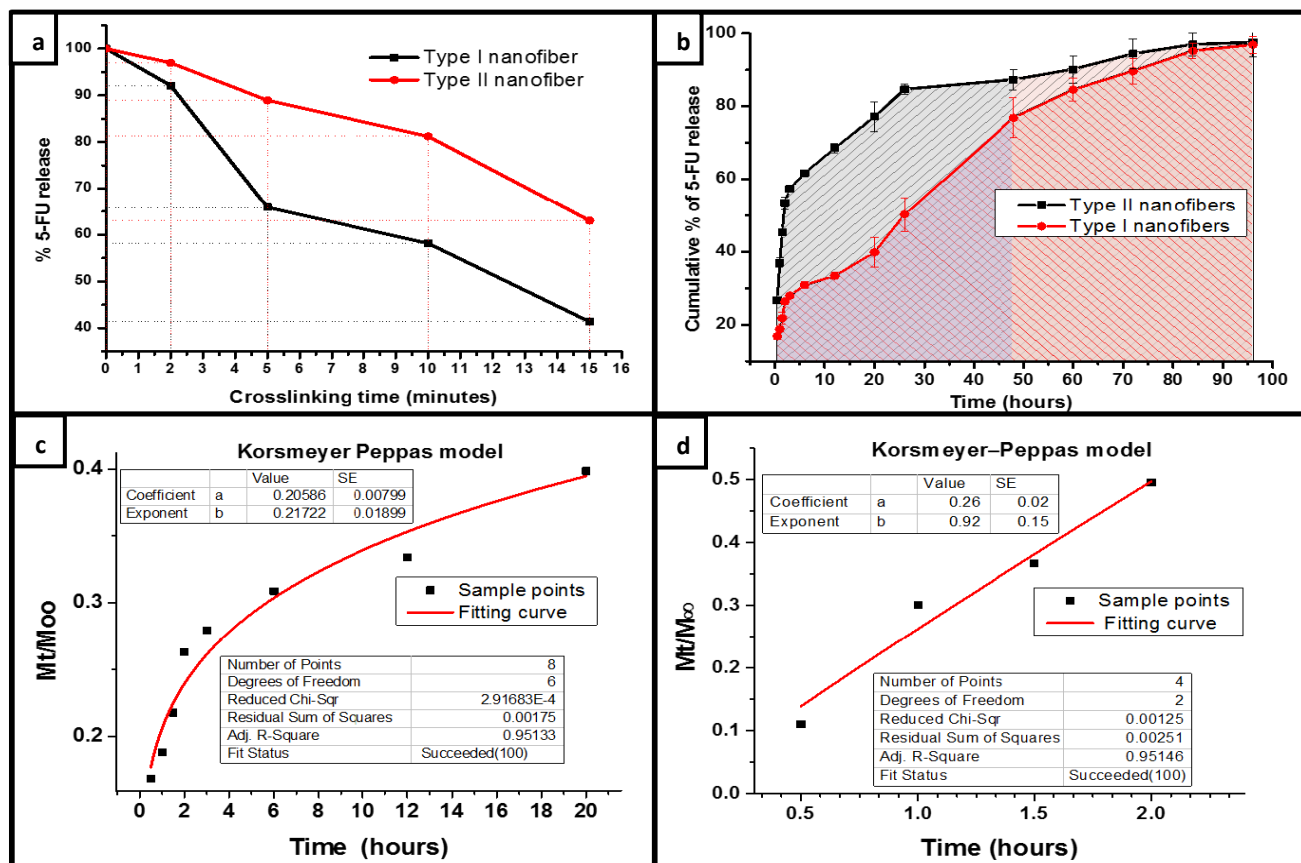 a
100
90
80
70
60
50
40
% 5-FU release
0 1 2 3 4 5 6 7 8 9 10 11 12 13 14 15 16
Crosslinking time (minutes)
Type I nanofiber
Type II nanofiber
b
100
80
60
40
20
Cumulative % of 5-FU release
0 10 20 30 40 50 60 70 80 90 100
Time (hours)
Type II nanofibers
Type I nanofibers
c
Korsmeyer Peppas model
Value SE
Coefficient a 0.20586 0.00799
Exponent b 0.21722 0.01899
0.4
0.3
0.2
Mt/Moo
Sample points
Fitting curve
Number of Points 8
Degrees of Freedom 6
Reduced Chi-Sqr 2.91683E-4
Residual Sum of Squares 0.00175
Adj. R-Square 0.95133
Fit Status Succeeded(100)
0 2 4 6 8 10 12 14 16 18 20
Time (hours)
d
Korsmeyer–Peppas model
Value SE
Coefficient a 0.26 0.02
Exponent b 0.92 0.15
0.5
0.4
0.3
0.2
0.1
0.0
Mt/M∞
Sample points
Fitting curve
Number of Points 4
Degrees of Freedom 2
Reduced Chi-Sqr 0.00125
Residual Sum of Squares 0.00251
Adj. R-Square 0.95146
Fit Status Succeeded(100)
0.5 1.0 1.5 2.0
Time (hours)